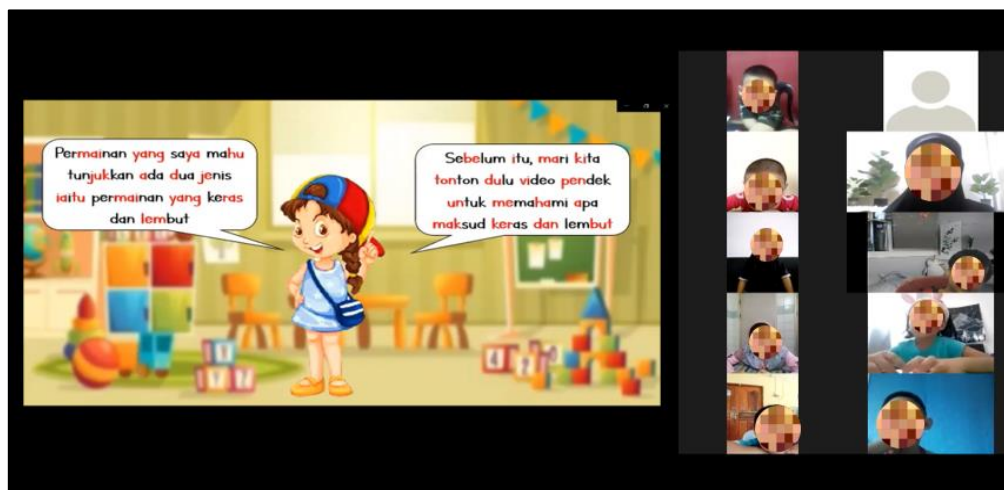 Permainan yang saya mahu
tunjukkan ada dua jenis
iaitu permainan yang keras
dan lembut
Sebelum itu, mari kita
tonton dulu video pendek
untuk memahami apa
maksud keras dan lembut